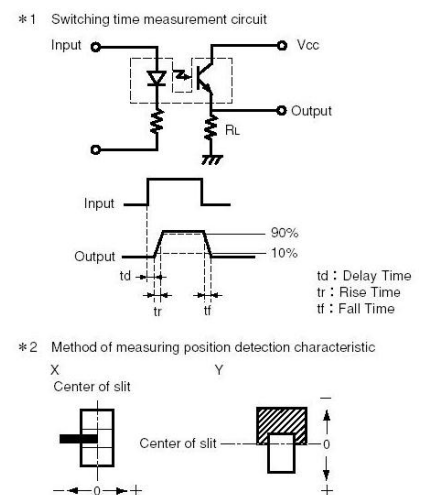 *1 Switching time measurement circuit
Input
Vcc
Output
RL
Input
Output
90%
10%
td
tr
tf
td : Delay Time
tr : Rise Time
tf : Fall Time
*2 Method of measuring position detection characteristic
X
Y
Center of slit
Center of slit
0
−
− 0 +
+